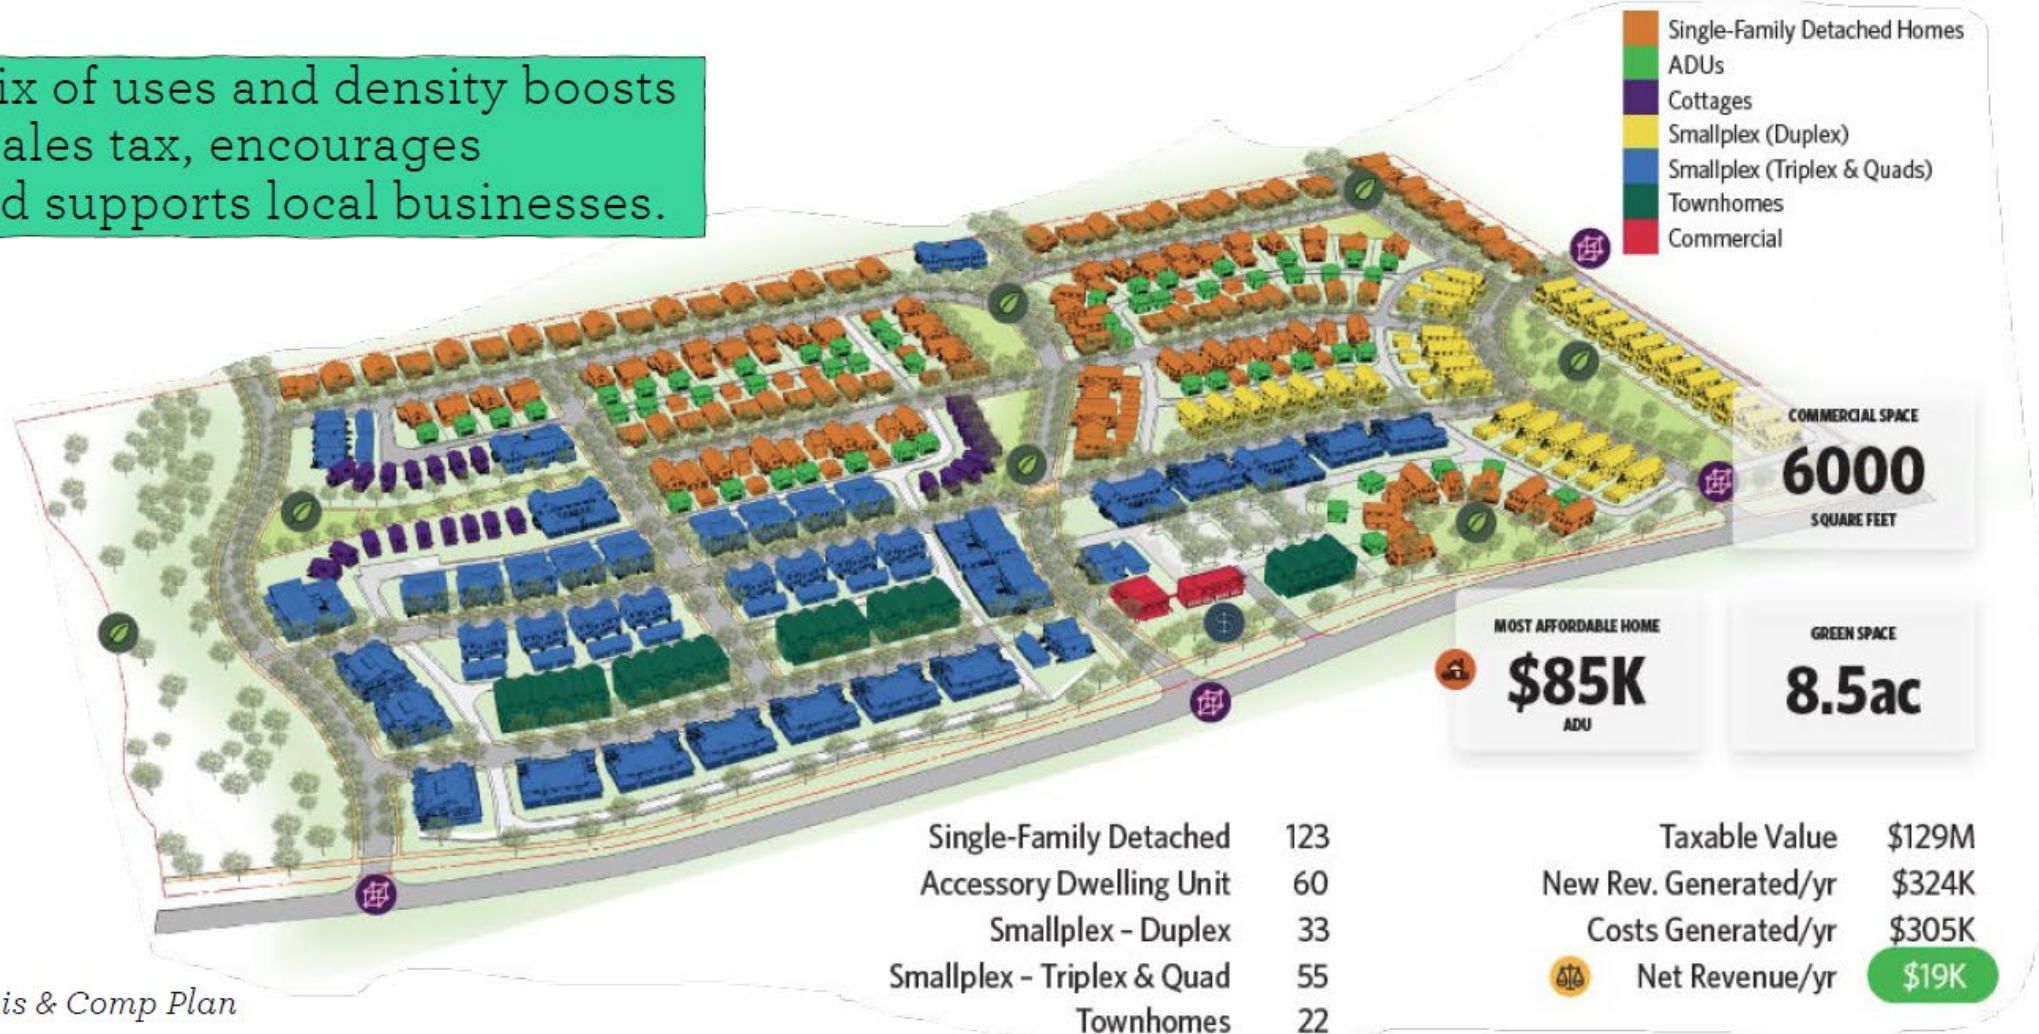 ix of uses and density boosts
ales tax, encourages
d supports local businesses.
Single-Family Detached Homes
ADUs
Cottages
Smallplex (Duplex)
Smallplex (Triplex & Quads)
Townhomes
Commercial
COMMERCIAL SPACE
6000
SQUARE FEET
MOST AFFORDABLE HOME
$85K
ADU
GREEN SPACE
8.5ac
$
Single-Family Detached 123
Accessory Dwelling Unit 60
Smallplex – Duplex 33
Smallplex – Triplex & Quad 55
Townhomes 22
Taxable Value $129M
New Rev. Generated/yr $324K
Costs Generated/yr $305K
Net Revenue/yr $19K
is & Comp Plan